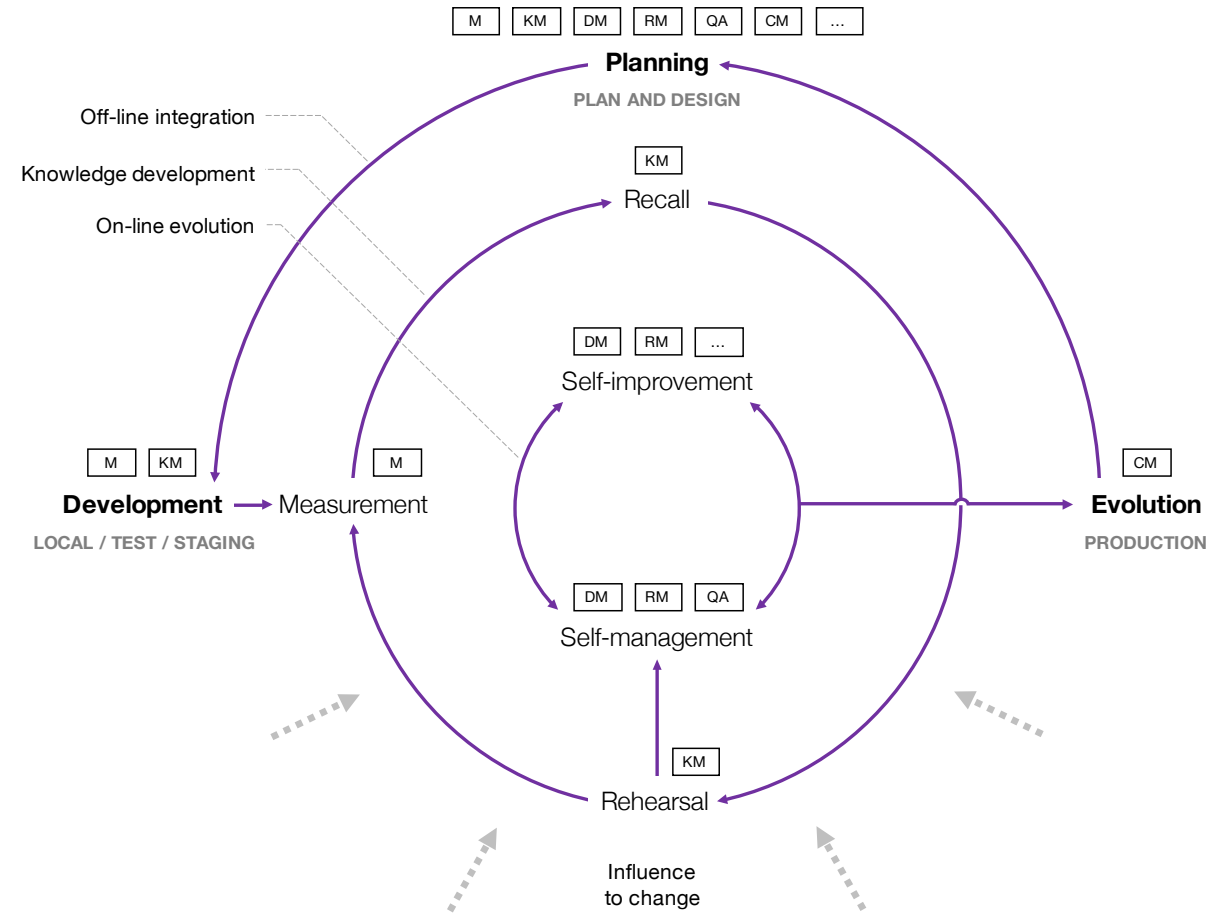 M KM DM RM QA CM ...
Planning
PLAN AND DESIGN
Off-line integration
Knowledge development
On-line evolution
KM
Recall
DM RM ...
Self-improvement
M KM
Development
LOCAL / TEST / STAGING
M
Measurement
CM
Evolution
PRODUCTION
DM RM QA
Self-management
KM
Rehearsal
Influence
to change